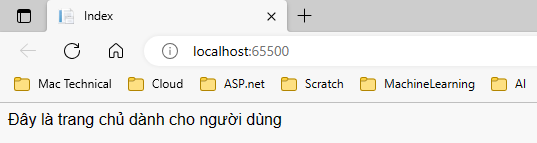 Index
localhost:65500
Mac Technical Cloud ASP.net Scratch MachineLearning AI
Đây là trang chủ dành cho người dùng